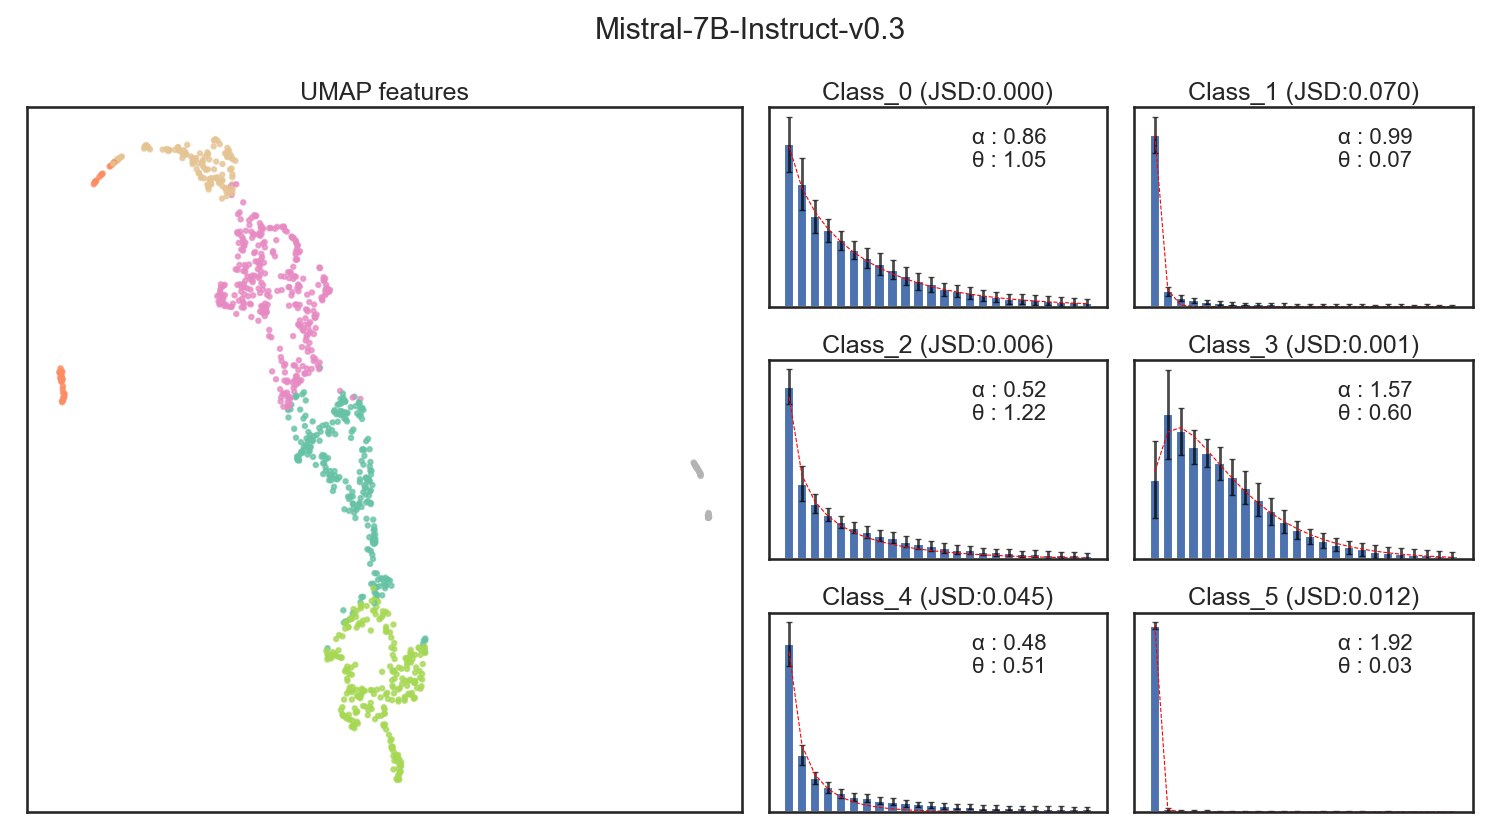 Mistral-7B-Instruct-v0.3
UMAP features
Class_0 (JSD:0.000)
α : 0.86
θ : 1.05
Class_1 (JSD:0.070)
α : 0.99
θ : 0.07
Class_2 (JSD:0.006)
α : 0.52
θ : 1.22
Class_3 (JSD:0.001)
α : 1.57
θ : 0.60
Class_4 (JSD:0.045)
α : 0.48
θ : 0.51
Class_5 (JSD:0.012)
α : 1.92
θ : 0.03